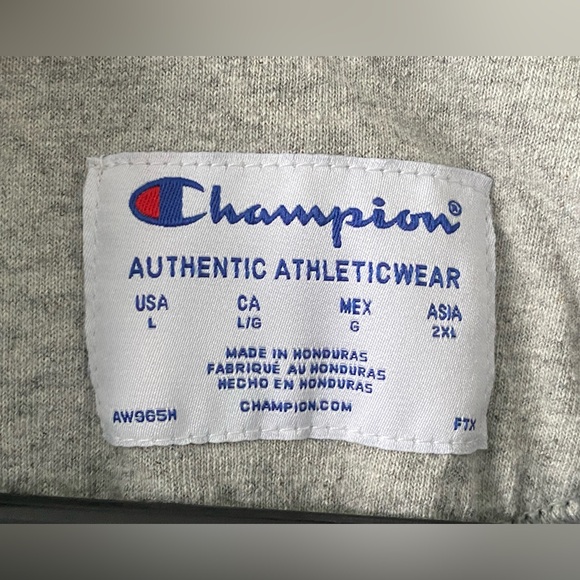 Champion®
AUTHENTIC ATHLETICWEAR
USA CA MEX ASIA
L L/G G 2XL
MADE IN HONDURAS
FABRIQUÉ AU HONDURAS
HECHO EN HONDURAS
CHAMPION.COM
AW965H FTX